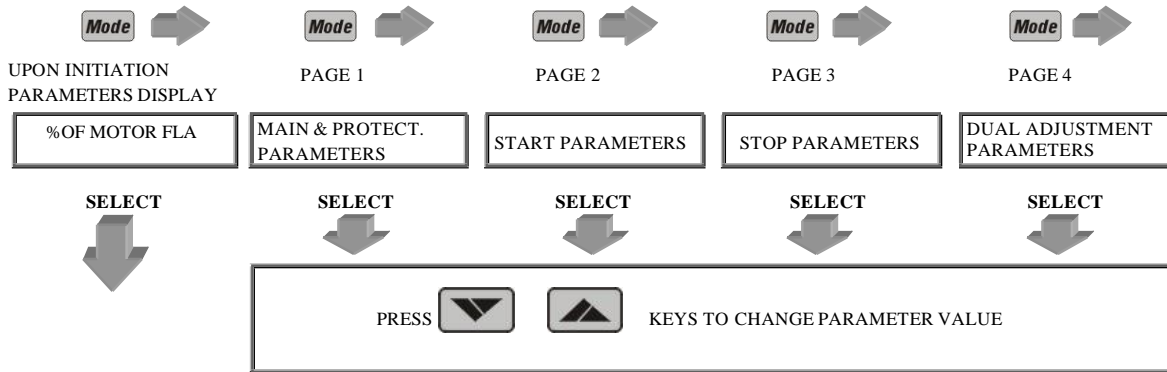 Mode Mode Mode Mode Mode
UPON INITIATION
PARAMETERS DISPLAY
PAGE 1 PAGE 2 PAGE 3 PAGE 4
%OF MOTOR FLA
MAIN & PROTECT.
PARAMETERS
START PARAMETERS
STOP PARAMETERS
DUAL ADJUSTMENT
PARAMETERS
SELECT SELECT SELECT SELECT SELECT
PRESS KEYS TO CHANGE PARAMETER VALUE